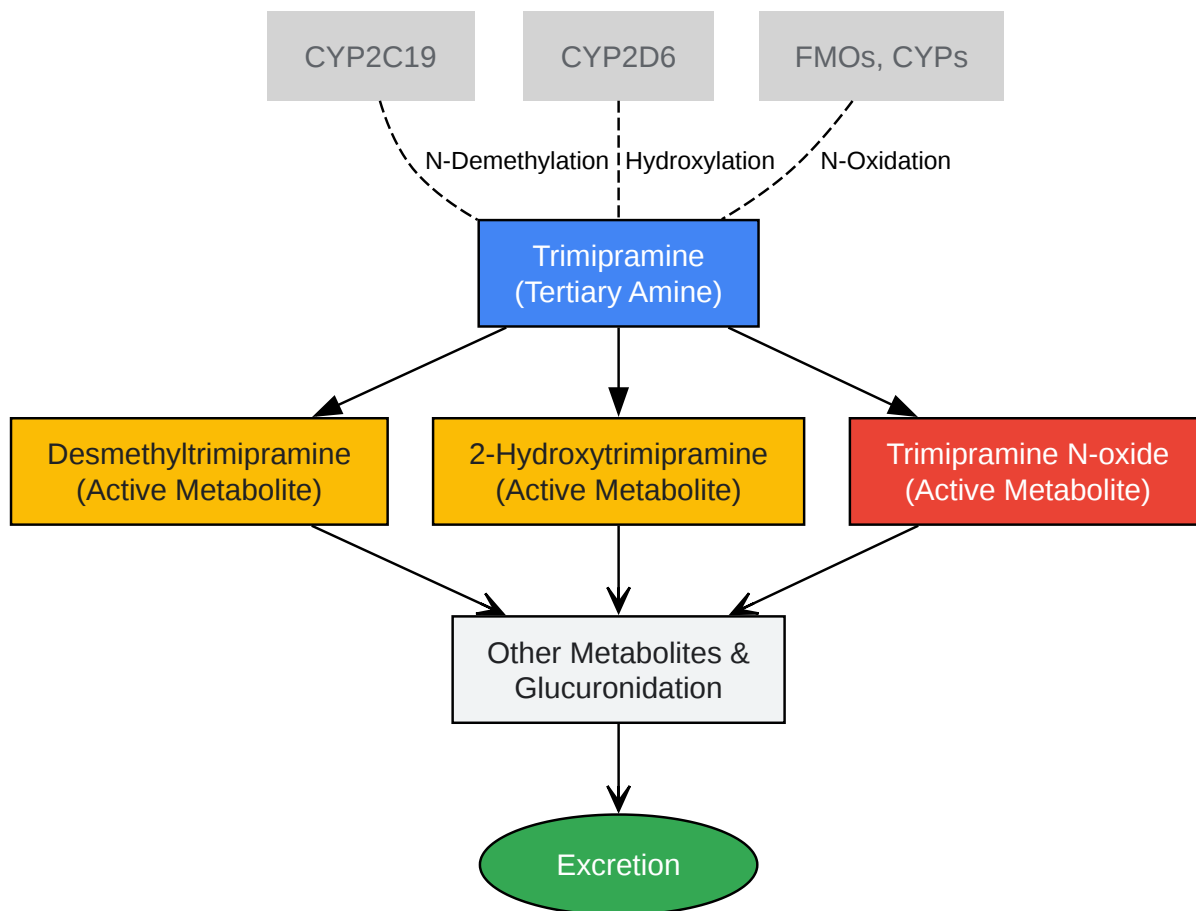 CYP2C19
CYP2D6
FMOs, CYPs
N-Demethylation
Hydroxylation
N-Oxidation
Trimipramine
(Tertiary Amine)
Desmethyltrimipramine
(Active Metabolite)
2-Hydroxytrimipramine
(Active Metabolite)
Trimipramine N-oxide
(Active Metabolite)
Other Metabolites &
Glucuronidation
Excretion